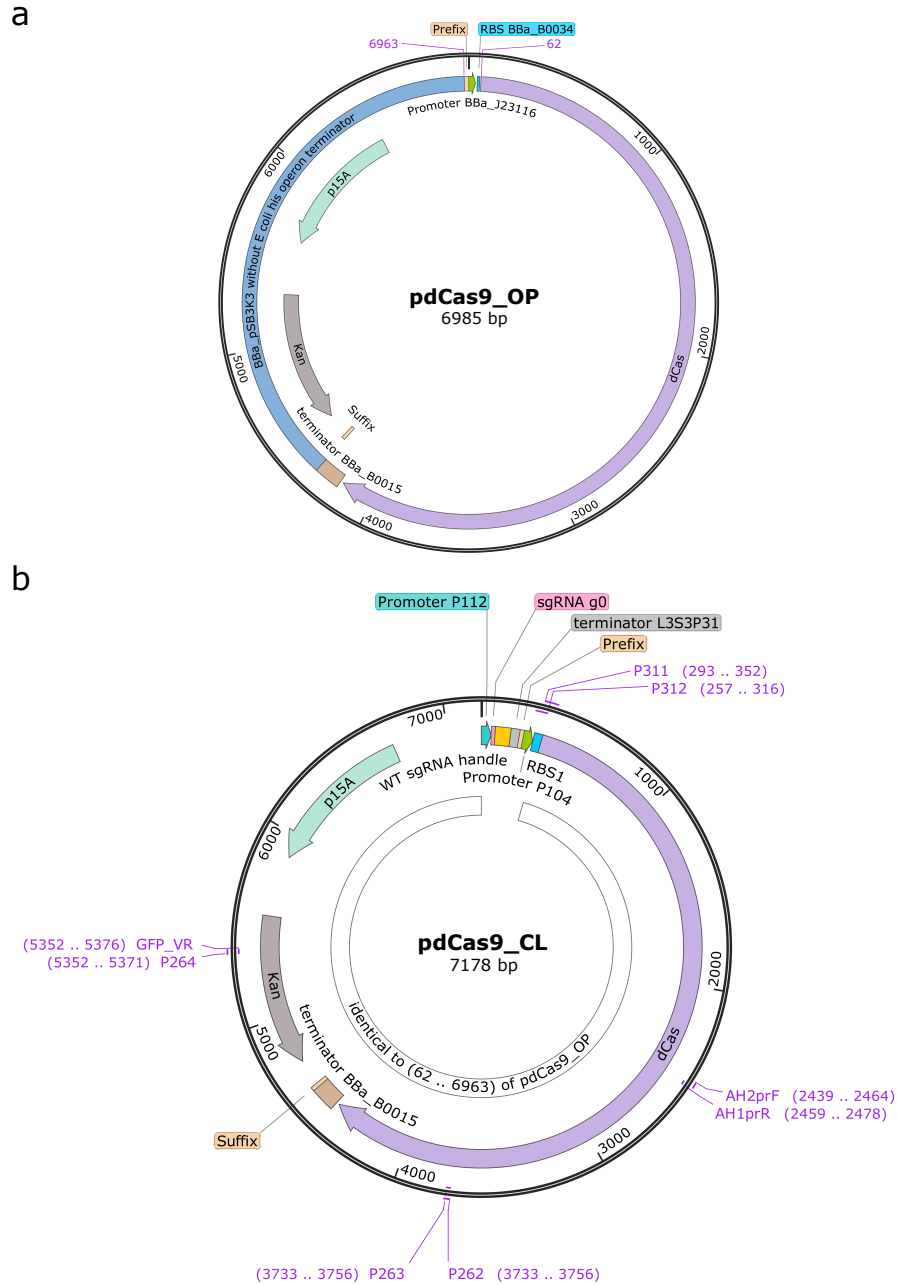 a
Prefix
RBS BBa_B0034
6963
62
Promoter BBa_J23116
1000
6000
p15A
BBa_pSB3K3 without E coli his operon terminator
pdCas9_OP
6985 bp
2000
5000
Kan
dCas
Suffix
terminator BBa_B0015
3000
4000
b
Promoter P112
sgRNA g0
terminator L3S3P31
Prefix
P311 (293 .. 352)
P312 (257 .. 316)
7000
WT sgRNA handle
RBS1
Promoter P104
1000
p15A
6000
(5352 .. 5376) GFP_VR
(5352 .. 5371) P264
pdCas9_CL
7178 bp
2000
Kan
5000
identical to (62 .. 6963) of pdCas9_OP
dCas
terminator BBa_B0015
AH2prF (2439 .. 2464)
AH1prR (2459 .. 2478)
Suffix
3000
4000
(3733 .. 3756) P263
P262 (3733 .. 3756)